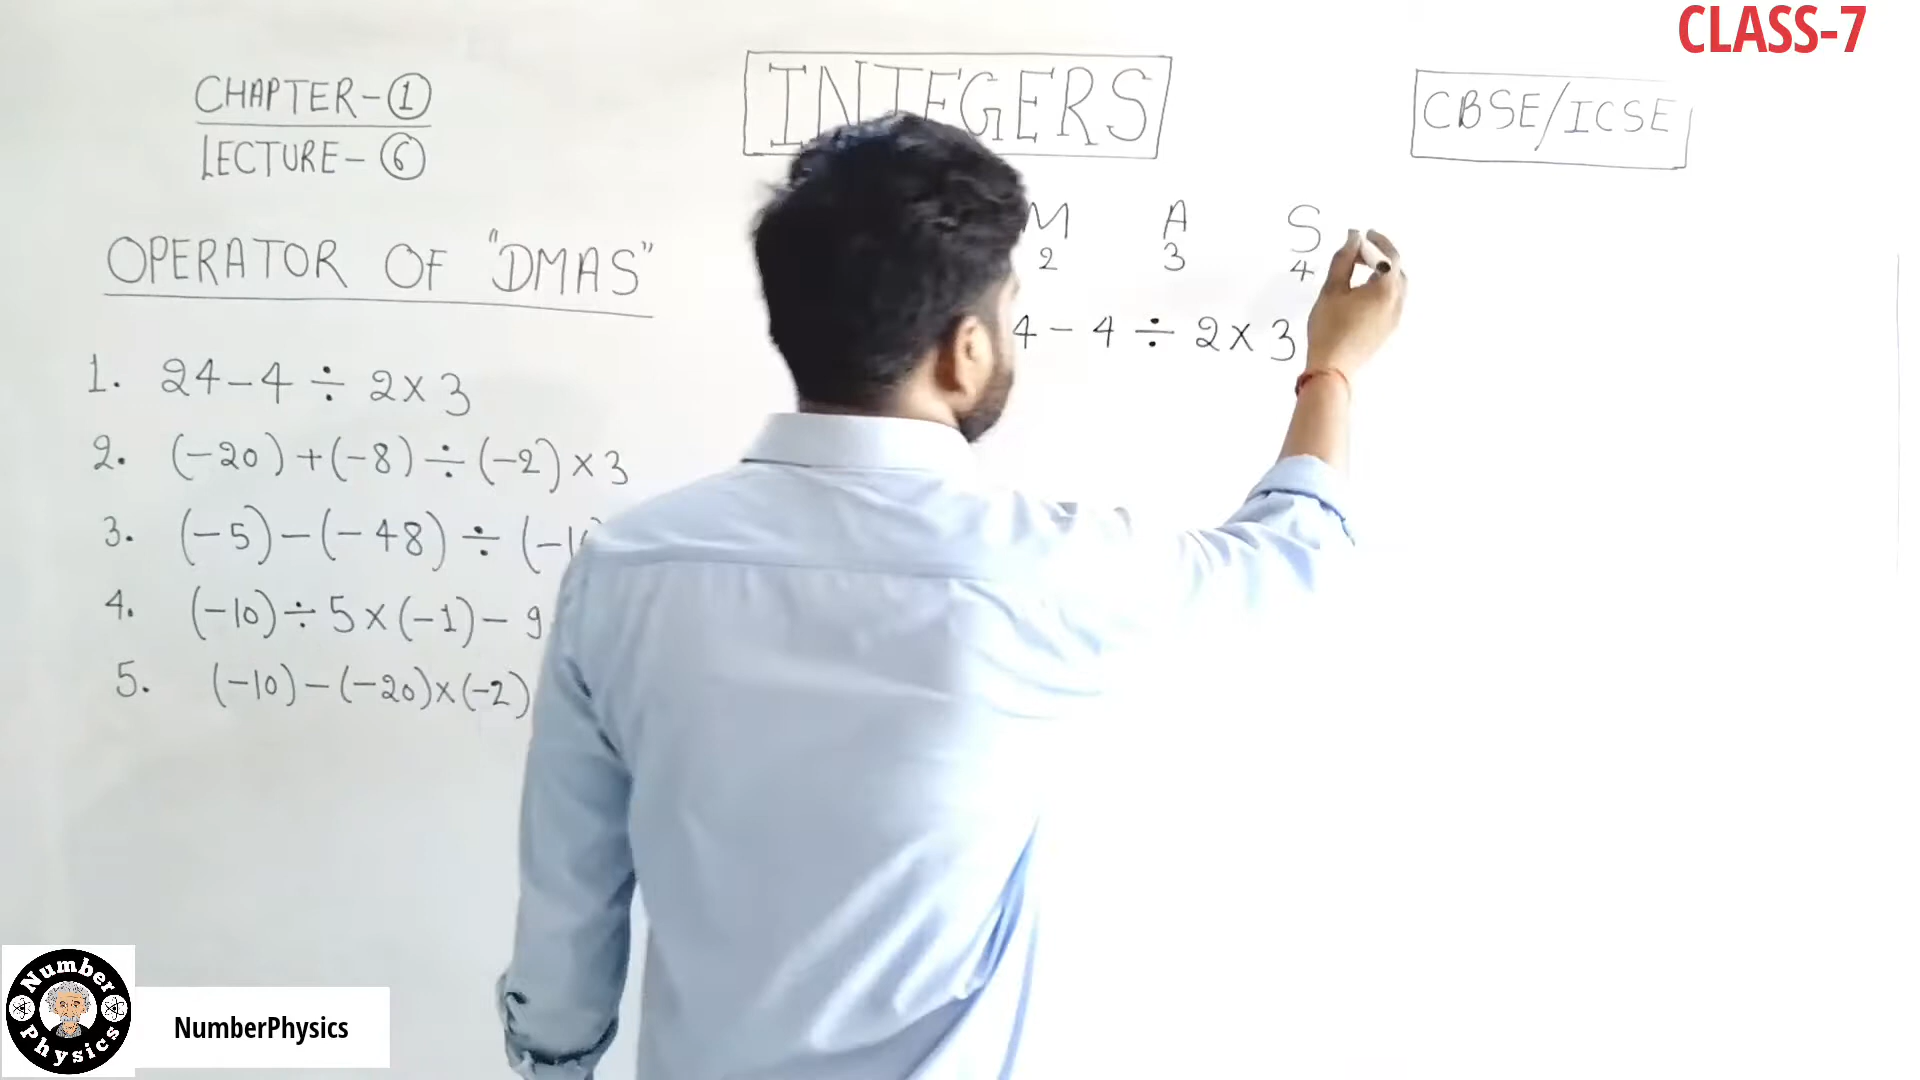 CLASS-7
CHAPTER-1
LECTURE-6
INTEGERS
CBSE/ICSE
OPERATOR OF "DMAS"
1. 24-4÷2×3
2. (-20)+(-8)÷(-2)×3
3. (-5)-(-48)÷(-1
4. (-10)÷5×(-1)-9
5. (-10)-(-20)×(-2)
M A S
2 3 4
4-4÷2×3
Number Physics
NumberPhysics